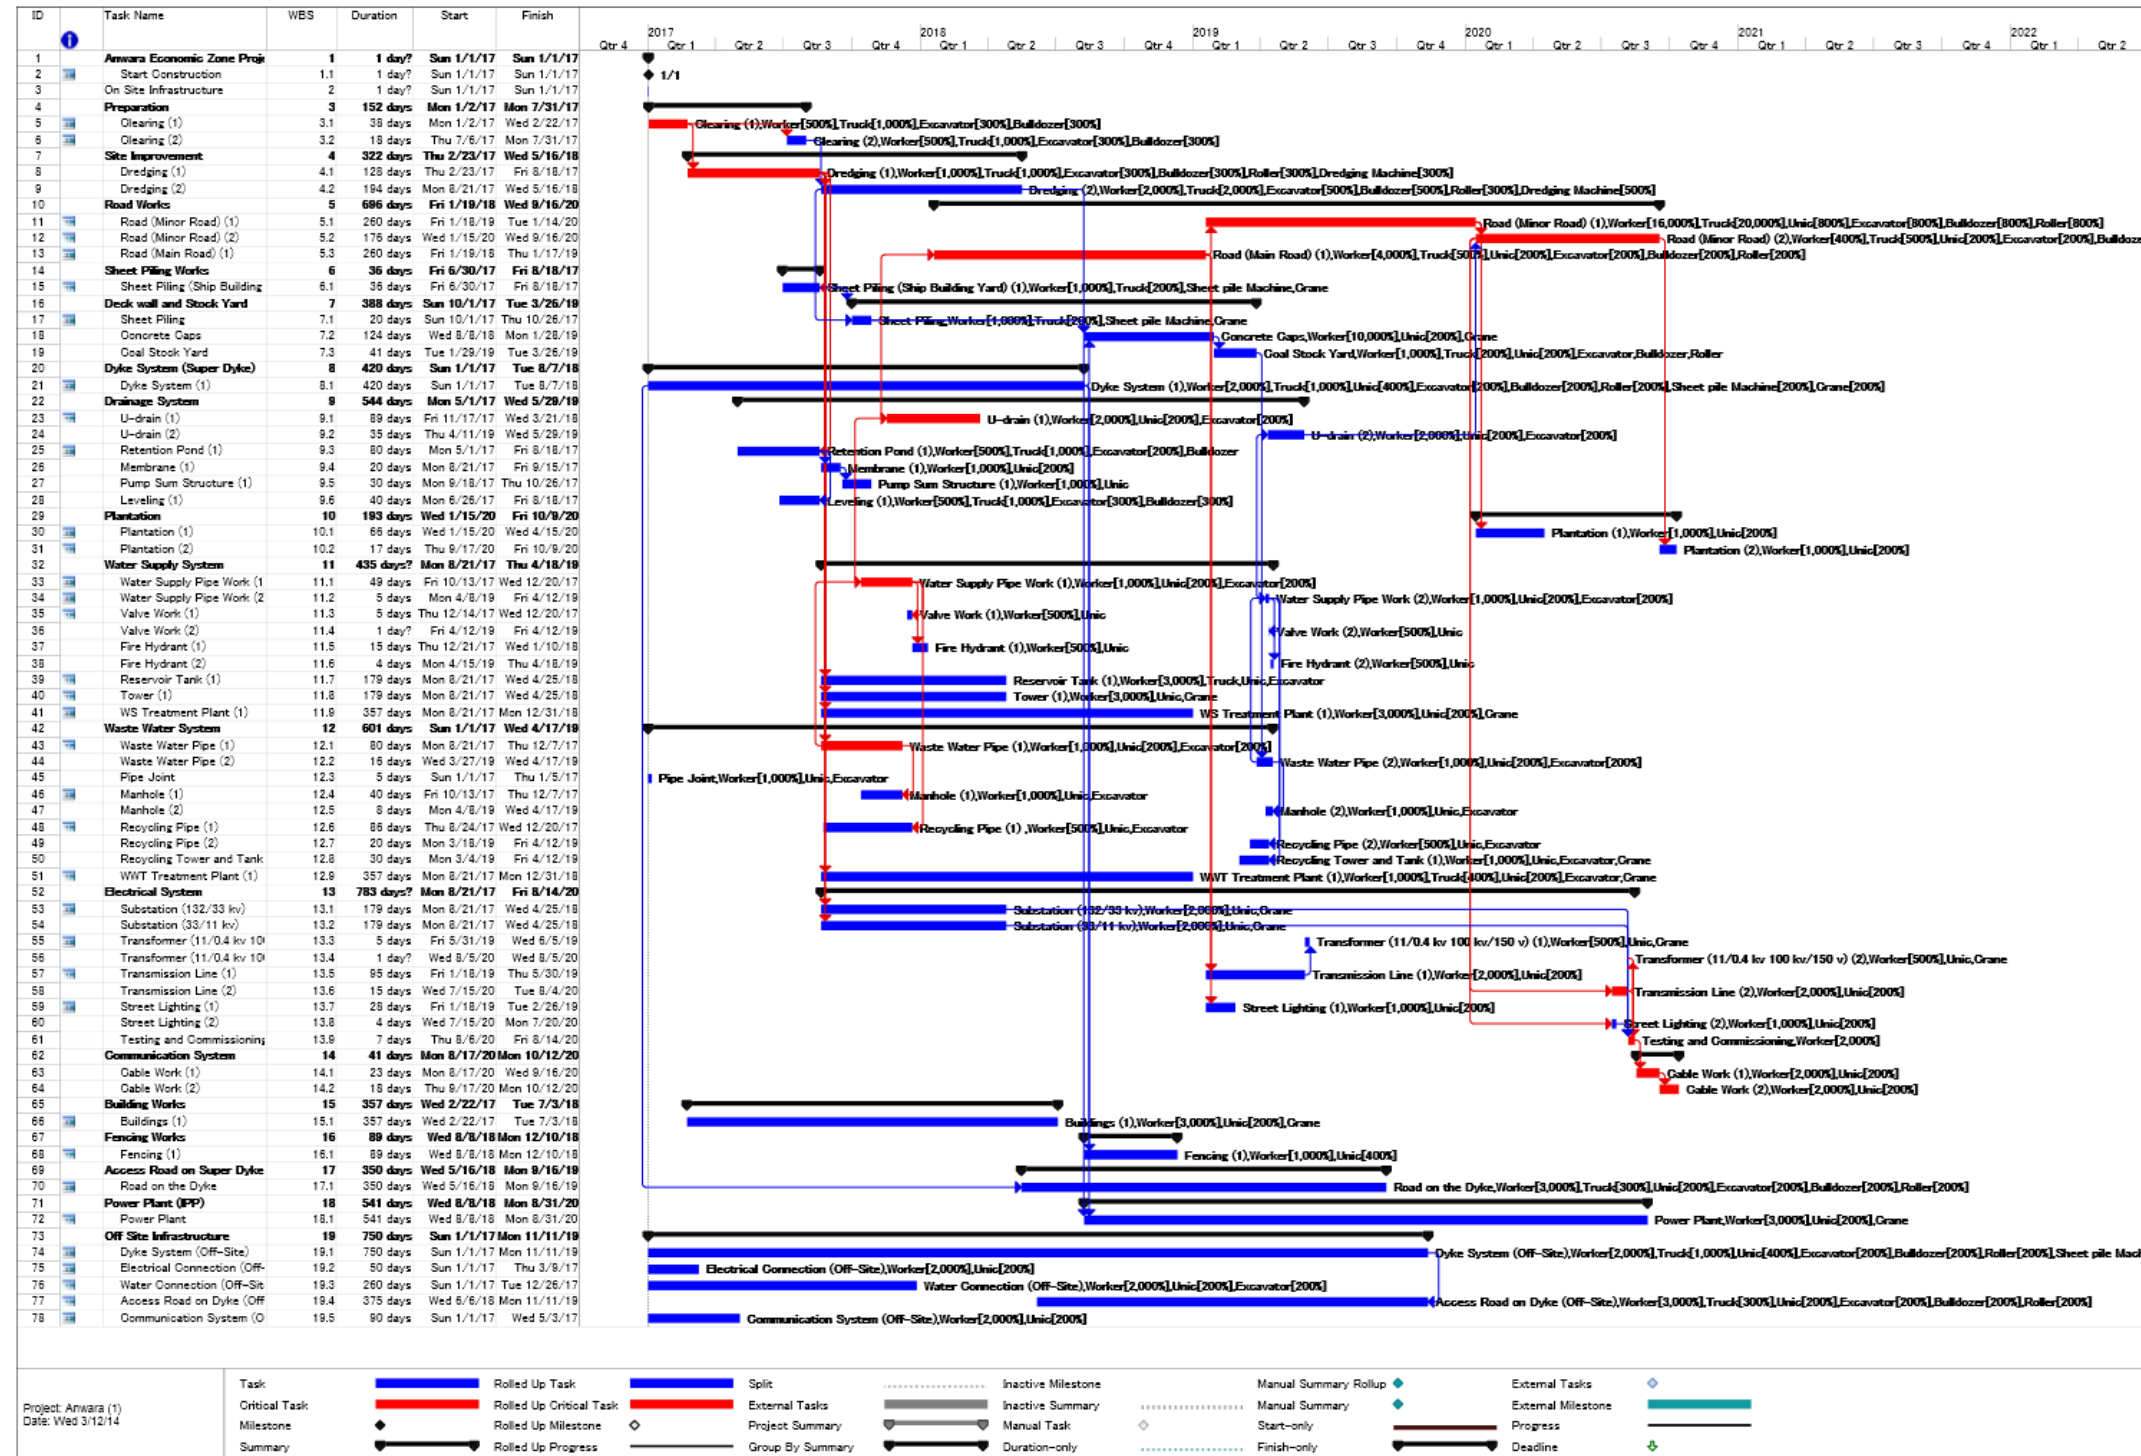 ID Task Name WBS Duration Start Finish
2017 2018 2019 2020 2021 2022
Qtr 4 Qtr 1 Qtr 2 Qtr 3 Qtr 4 Qtr 1 Qtr 2 Qtr 3 Qtr 4 Qtr 1 Qtr 2 Qtr 3 Qtr 4 Qtr 1 Qtr 2 Qtr 3 Qtr 4 Qtr 1 Qtr 2 Qtr 3 Qtr 4 Qtr 1 Qtr 2
1 Anwara Economic Zone Proje 1 1 day? Sun 1/1/17 Sun 1/1/17
2 Start Construction 1.1 1 day? Sun 1/1/17 Sun 1/1/17 1/1
3 On Site Infrastructure 2 1 day? Sun 1/1/17 Sun 1/1/17
4 Preparation 3 152 days Mon 1/2/17 Mon 7/31/17
5 Clearing (1) 3.1 38 days Mon 1/2/17 Wed 2/22/17 Clearing (1),Worker[500%],Truck[1,000%],Excavator[300%],Bulldozer[300%]
6 Clearing (2) 3.2 18 days Thu 7/6/17 Mon 7/31/17 Clearing (2),Worker[500%],Truck[1,000%],Excavator[300%],Bulldozer[300%]
7 Site Improvement 4 322 days Thu 2/23/17 Wed 5/16/18
8 Dredging (1) 4.1 128 days Thu 2/23/17 Fri 8/18/17 Dredging (1),Worker[1,000%],Truck[1,000%],Excavator[300%],Bulldozer[300%],Roller[300%],Dredging Machine[300%]
9 Dredging (2) 4.2 194 days Mon 8/21/17 Wed 5/16/18 Dredging (2),Worker[2,000%],Truck[2,000%],Excavator[500%],Bulldozer[500%],Roller[300%],Dredging Machine[500%]
10 Road Works 5 696 days Fri 1/19/18 Wed 9/16/20
11 Road (Minor Road) (1) 5.1 260 days Fri 1/18/19 Tue 1/14/20 Road (Minor Road) (1),Worker[16,000%],Truck[20,000%],Unic[800%],Excavator[800%],Bulldozer[800%],Roller[800%]
12 Road (Minor Road) (2) 5.2 176 days Wed 1/15/20 Wed 9/16/20 Road (Minor Road) (2),Worker[400%],Truck[500%],Unic[200%],Excavator[200%],Bulldoze
13 Road (Main Road) (1) 5.3 260 days Fri 1/19/18 Thu 1/17/19 Road (Main Road) (1),Worker[4,000%],Truck[500%],Unic[200%],Excavator[200%],Bulldozer[200%],Roller[200%]
14 Sheet Piling Works 6 36 days Fri 6/30/17 Fri 8/18/17
15 Sheet Piling (Ship Building 6.1 36 days Fri 6/30/17 Fri 8/18/17 Sheet Piling (Ship Building Yard) (1),Worker[1,000%],Truck[200%],Sheet pile Machine,Crane
16 Deck wall and Stock Yard 7 388 days Sun 10/1/17 Tue 3/26/19
17 Sheet Piling 7.1 20 days Sun 10/1/17 Thu 10/26/17 Sheet Piling,Worker[1,000%],Truck[200%],Sheet pile Machine,Crane
18 Concrete Caps 7.2 124 days Wed 8/8/18 Mon 1/28/19 Concrete Caps,Worker[10,000%],Unic[200%],Crane
19 Coal Stock Yard 7.3 41 days Tue 1/29/19 Tue 3/26/19 Coal Stock Yard,Worker[1,000%],Truck[200%],Unic[200%],Excavator,Bulldozer,Roller
20 Dyke System (Super Dyke) 8 420 days Sun 1/1/17 Tue 8/7/18
21 Dyke System (1) 8.1 420 days Sun 1/1/17 Tue 8/7/18 Dyke System (1),Worker[2,000%],Truck[1,000%],Unic[400%],Excavator[200%],Bulldozer[200%],Roller[200%],Sheet pile Machine[200%],Crane[200%]
22 Drainage System 9 544 days Mon 5/1/17 Wed 5/29/19
23 U-drain (1) 9.1 89 days Fri 11/17/17 Wed 3/21/18 U-drain (1),Worker[2,000%],Unic[200%],Excavator[200%]
24 U-drain (2) 9.2 35 days Thu 4/11/19 Wed 5/29/19 U-drain (2),Worker[2,000%],Unic[200%],Excavator[200%]
25 Retention Pond (1) 9.3 80 days Mon 5/1/17 Fri 8/18/17 Retention Pond (1),Worker[500%],Truck[1,000%],Excavator[200%],Bulldozer
26 Membrane (1) 9.4 20 days Mon 8/21/17 Fri 9/15/17 Membrane (1),Worker[1,000%],Unic[200%]
27 Pump Sum Structure (1) 9.5 30 days Mon 9/18/17 Thu 10/26/17 Pump Sum Structure (1),Worker[1,000%],Unic
28 Leveling (1) 9.6 40 days Mon 6/26/17 Fri 8/18/17 Leveling (1),Worker[500%],Truck[1,000%],Excavator[300%],Bulldozer[300%]
29 Plantation 10 193 days Wed 1/15/20 Fri 10/9/20
30 Plantation (1) 10.1 66 days Wed 1/15/20 Wed 4/15/20 Plantation (1),Worker[1,000%],Unic[200%]
31 Plantation (2) 10.2 17 days Thu 9/17/20 Fri 10/9/20 Plantation (2),Worker[1,000%],Unic[200%]
32 Water Supply System 11 435 days? Mon 8/21/17 Thu 4/18/19
33 Water Supply Pipe Work (1 11.1 49 days Fri 10/13/17 Wed 12/20/17 Water Supply Pipe Work (1),Worker[1,000%],Unic[200%],Excavator[200%]
34 Water Supply Pipe Work (2 11.2 5 days Mon 4/8/19 Fri 4/12/19 Water Supply Pipe Work (2),Worker[1,000%],Unic[200%],Excavator[200%]
35 Valve Work (1) 11.3 5 days Thu 12/14/17 Wed 12/20/17 Valve Work (1),Worker[500%],Unic
36 Valve Work (2) 11.4 1 day? Fri 4/12/19 Fri 4/12/19 Valve Work (2),Worker[500%],Unic
37 Fire Hydrant (1) 11.5 15 days Thu 12/21/17 Wed 1/10/18 Fire Hydrant (1),Worker[500%],Unic
38 Fire Hydrant (2) 11.6 4 days Mon 4/15/19 Thu 4/18/19 Fire Hydrant (2),Worker[500%],Unic
39 Reservoir Tank (1) 11.7 179 days Mon 8/21/17 Wed 4/25/18 Reservoir Tank (1),Worker[3,000%],Truck,Unic,Excavator
40 Tower (1) 11.8 179 days Mon 8/21/17 Wed 4/25/18 Tower (1),Worker[3,000%],Unic,Crane
41 WS Treatment Plant (1) 11.9 357 days Mon 8/21/17 Mon 12/31/18 WS Treatment Plant (1),Worker[3,000%],Unic[200%],Crane
42 Waste Water System 12 601 days Sun 1/1/17 Wed 4/17/19
43 Waste Water Pipe (1) 12.1 80 days Mon 8/21/17 Thu 12/7/17 Waste Water Pipe (1),Worker[1,000%],Unic[200%],Excavator[200%]
44 Waste Water Pipe (2) 12.2 16 days Wed 3/27/19 Wed 4/17/19 Waste Water Pipe (2),Worker[1,000%],Unic[200%],Excavator[200%]
45 Pipe Joint 12.3 5 days Sun 1/1/17 Thu 1/5/17 Pipe Joint,Worker[1,000%],Unic,Excavator
46 Manhole (1) 12.4 40 days Fri 10/13/17 Thu 12/7/17 Manhole (1),Worker[1,000%],Unic,Excavator
47 Manhole (2) 12.5 8 days Mon 4/8/19 Wed 4/17/19 Manhole (2),Worker[1,000%],Unic,Excavator
48 Recycling Pipe (1) 12.6 86 days Thu 8/24/17 Wed 12/20/17 Recycling Pipe (1) ,Worker[500%],Unic,Excavator
49 Recycling Pipe (2) 12.7 20 days Mon 3/18/19 Fri 4/12/19 Recycling Pipe (2),Worker[500%],Unic,Excavator
50 Recycling Tower and Tank 12.8 30 days Mon 3/4/19 Fri 4/12/19 Recycling Tower and Tank (1),Worker[1,000%],Unic,Excavator,Crane
51 WWT Treatment Plant (1) 12.9 357 days Mon 8/21/17 Mon 12/31/18 WWT Treatment Plant (1),Worker[1,000%],Truck[400%],Unic[200%],Excavator,Crane
52 Electrical System 13 783 days? Mon 8/21/17 Fri 8/14/20
53 Substation (132/33 kv) 13.1 179 days Mon 8/21/17 Wed 4/25/18 Substation (132/33 kv),Worker[2,000%],Unic,Crane
54 Substation (33/11 kv) 13.2 179 days Mon 8/21/17 Wed 4/25/18 Substation (33/11 kv),Worker[2,000%],Unic,Crane
55 Transformer (11/0.4 kv 10 13.3 5 days Fri 5/31/19 Wed 6/5/19 Transformer (11/0.4 kv 100 kv/150 v) (1),Worker[500%],Unic,Crane
56 Transformer (11/0.4 kv 10 13.4 1 day? Wed 8/5/20 Wed 8/5/20 Transformer (11/0.4 kv 100 kv/150 v) (2),Worker[500%],Unic,Crane
57 Transmission Line (1) 13.5 95 days Fri 1/18/19 Thu 5/30/19 Transmission Line (1),Worker[2,000%],Unic[200%]
58 Transmission Line (2) 13.6 15 days Wed 7/15/20 Tue 8/4/20 Transmission Line (2),Worker[2,000%],Unic[200%]
59 Street Lighting (1) 13.7 28 days Fri 1/18/19 Tue 2/26/19 Street Lighting (1),Worker[1,000%],Unic[200%]
60 Street Lighting (2) 13.8 4 days Wed 7/15/20 Mon 7/20/20 Street Lighting (2),Worker[1,000%],Unic[200%]
61 Testing and Commissioning 13.9 7 days Thu 8/6/20 Fri 8/14/20 Testing and Commissioning,Worker[2,000%]
62 Communication System 14 41 days Mon 8/17/20 Mon 10/12/20
63 Cable Work (1) 14.1 23 days Mon 8/17/20 Wed 9/16/20 Cable Work (1),Worker[2,000%],Unic[200%]
64 Cable Work (2) 14.2 18 days Thu 9/17/20 Mon 10/12/20 Cable Work (2),Worker[2,000%],Unic[200%]
65 Building Works 15 357 days Wed 2/22/17 Tue 7/3/18
66 Buildings (1) 15.1 357 days Wed 2/22/17 Tue 7/3/18 Buildings (1),Worker[3,000%],Unic[200%],Crane
67 Fencing Works 16 89 days Wed 8/8/18 Mon 12/10/18
68 Fencing (1) 16.1 89 days Wed 8/8/18 Mon 12/10/18 Fencing (1),Worker[1,000%],Unic[400%]
69 Access Road on Super Dyke 17 350 days Wed 5/16/18 Mon 9/16/19
70 Road on the Dyke 17.1 350 days Wed 5/16/18 Mon 9/16/19 Road on the Dyke,Worker[3,000%],Truck[300%],Unic[200%],Excavator[200%],Bulldozer[200%],Roller[200%]
71 Power Plant (IPP) 18 541 days Wed 8/8/18 Mon 8/31/20
72 Power Plant 18.1 541 days Wed 8/8/18 Mon 8/31/20 Power Plant,Worker[3,000%],Unic[200%],Crane
73 Off Site Infrastructure 19 750 days Sun 1/1/17 Mon 11/11/19
74 Dyke System (Off-Site) 19.1 750 days Sun 1/1/17 Mon 11/11/19 Dyke System (Off-Site),Worker[2,000%],Truck[1,000%],Unic[400%],Excavator[200%],Bulldozer[200%],Roller[200%],Sheet pile Mach
75 Electrical Connection (Off- 19.2 50 days Sun 1/1/17 Thu 3/9/17 Electrical Connection (Off-Site),Worker[2,000%],Unic[200%]
76 Water Connection (Off-Sit 19.3 260 days Sun 1/1/17 Tue 12/26/17 Water Connection (Off-Site),Worker[2,000%],Unic[200%],Excavator[200%]
77 Access Road on Dyke (Off 19.4 375 days Wed 6/6/18 Mon 11/11/19 Access Road on Dyke (Off-Site),Worker[3,000%],Truck[300%],Unic[200%],Excavator[200%],Bulldozer[200%],Roller[200%]
78 Communication System (O 19.5 90 days Sun 1/1/17 Wed 5/3/17 Communication System (Off-Site),Worker[2,000%],Unic[200%]
Project: Anwara (1)
Date: Wed 3/12/14
Task Rolled Up Task Split Inactive Milestone Manual Summary Rollup External Tasks
Critical Task Rolled Up Critical Task External Tasks Inactive Summary Manual Summary External Milestone
Milestone Rolled Up Milestone Project Summary Manual Task Start-only Progress
Summary Rolled Up Progress Group By Summary Duration-only Finish-only Deadline